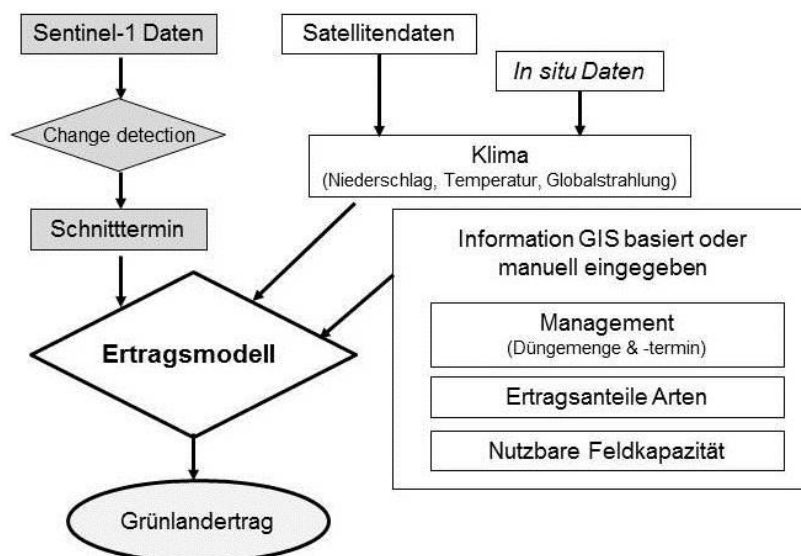 Sentinel-1 Daten
Change detection
Schnitttermin
Satellitendaten
In situ Daten
Klima
(Niederschlag, Temperatur, Globalstrahlung)
Information GIS basiert oder
manuell eingegeben
Management
(Düngemenge & -termin)
Ertragsanteile Arten
Nutzbare Feldkapazität
Ertragsmodell
Grünlandertrag